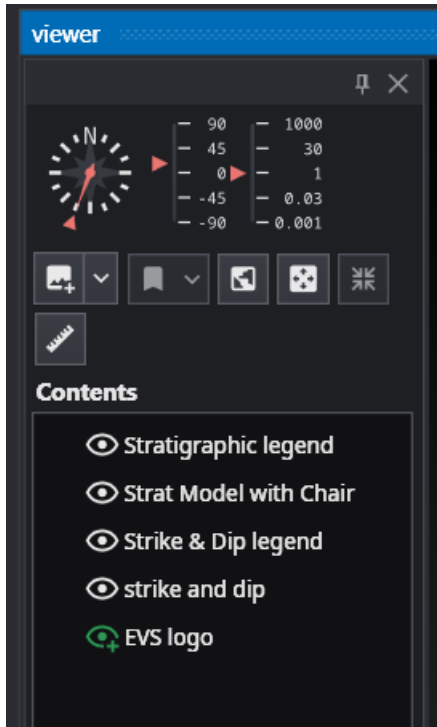 viewer
N
90 1000
45 30
0 1
-45 0.03
-90 0.001
Contents
Stratigraphic legend
Strat Model with Chair
Strike & Dip legend
strike and dip
EVS logo